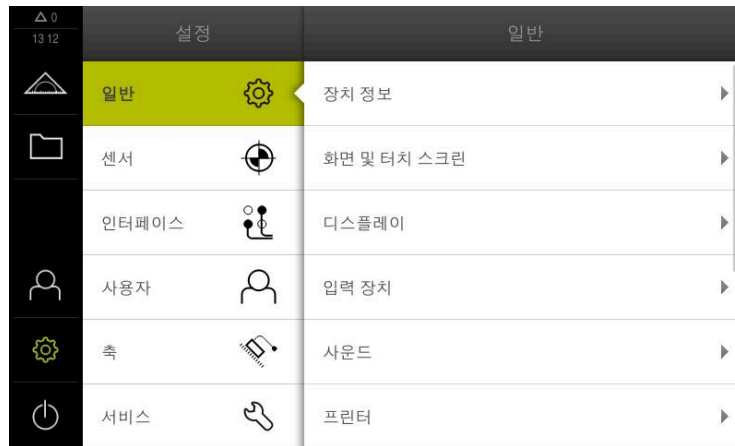 △ 0
13 12
설정
일반
일반
센서
인터페이스
사용자
축
서비스
장치 정보
화면 및 터치 스크린
디스플레이
입력 장치
사운드
프린터